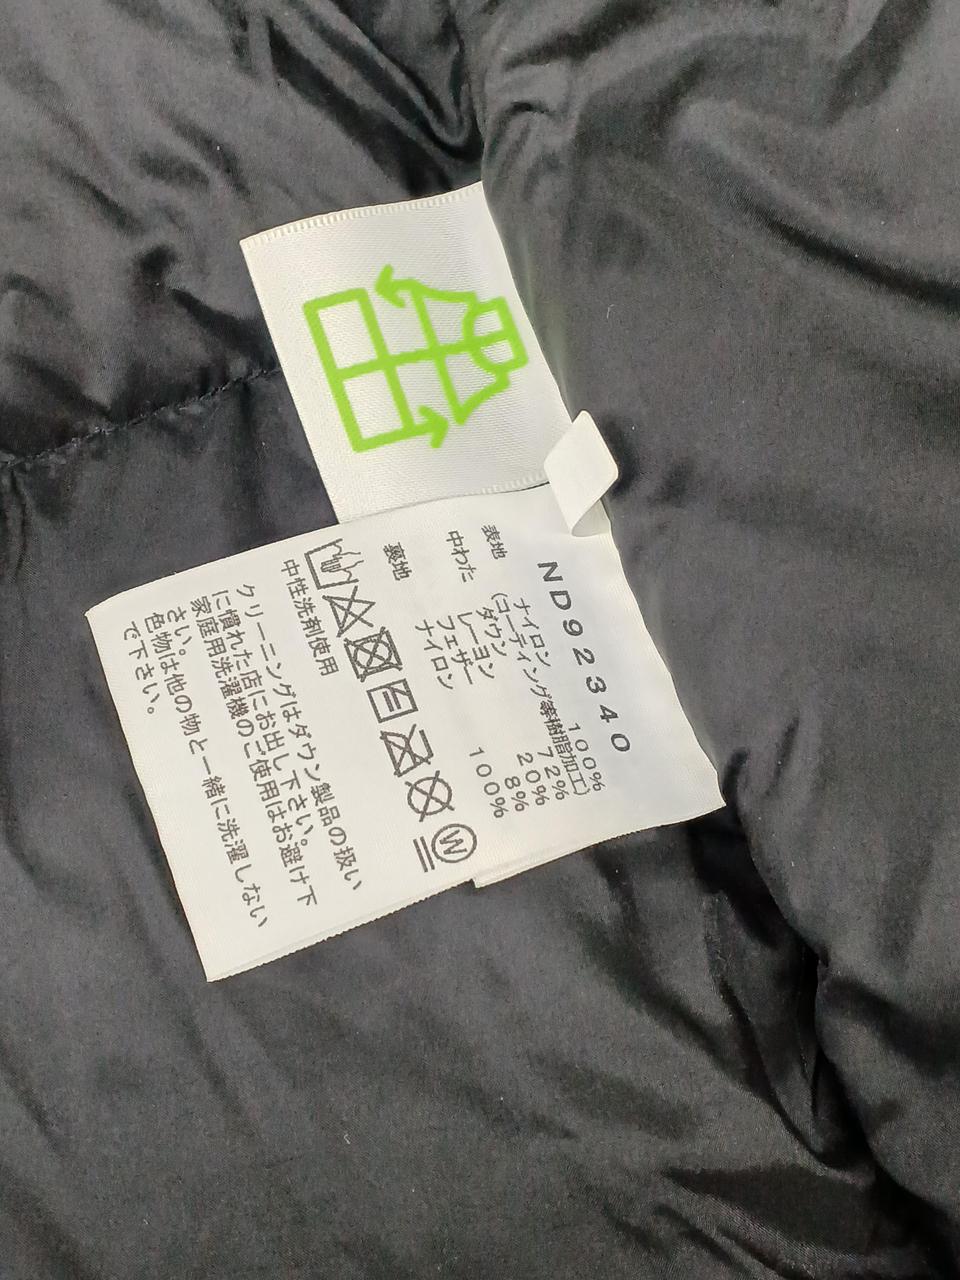 ND92340
表地 ナイロン 100%
(コーディング等樹脂加工)
中わた ダウン 72%
レーヨン 20%
フェザー 8%
裏地 ナイロン 100%
W
中性洗剤使用
クリーニングはダウン製品の扱い
に慣れた店にお出し下さい。
家庭用洗濯機のご使用はお避け下
さい。
色物は他の物と一緒に洗濯しない
で下さい。